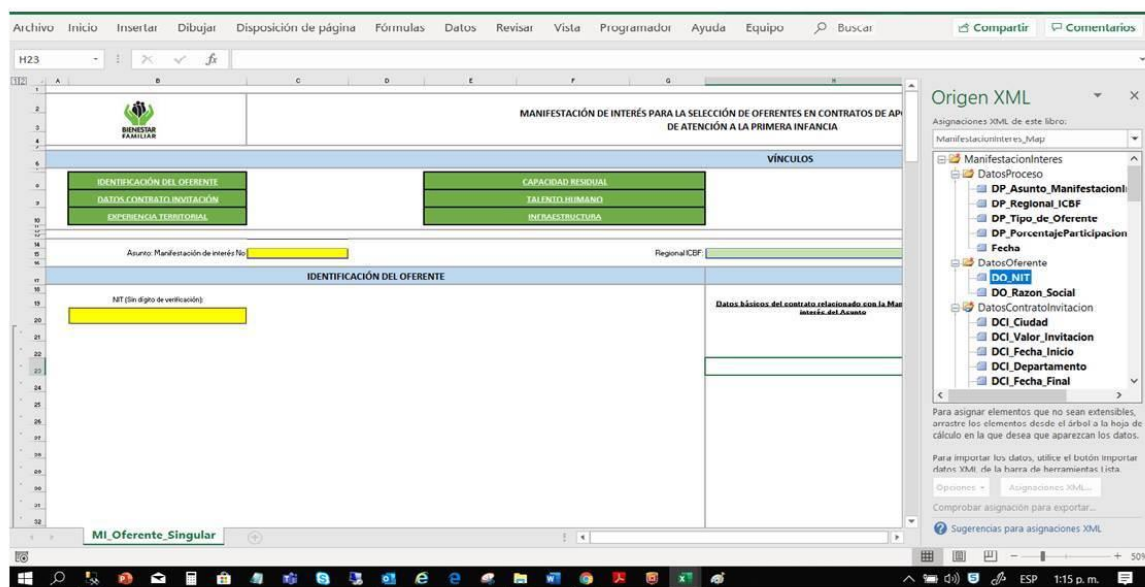 Archivo Inicio Insertar Dibujar Disposición de página Fórmulas Datos Revisar Vista Programador Ayuda Equipo Buscar Compartir Comentarios
H23 fx
A B C D E F G H
BIENESTAR
FAMILIAR
MANIFESTACIÓN DE INTERÉS PARA LA SELECCIÓN DE OFERENTES EN CONTRATOS DE AP
DE ATENCIÓN A LA PRIMERA INFANCIA
VÍNCULOS
IDENTIFICACIÓN DEL OFERENTE CAPACIDAD RESIDUAL
DATOS CONTRATO INVITACIÓN TALENTO HUMANO
EXPERIENCIA TERRITORIAL INFRAESTRUCTURA
Asunto: Manifestación de interés No Regional ICBF:
IDENTIFICACIÓN DEL OFERENTE
NIT (Sin dígito de verificación):
Datos básicos del contrato relacionado con la Man
interés del Asunto
MI_Oferente_Singular
Origen XML
Asignaciones XML de este libro:
ManifestacionInteres_Map
ManifestacionInteres
DatosProceso
DP_Asunto_ManifestacionI
DP_Regional_ICBF
DP_Tipo_de_Oferente
DP_PorcentajeParticipacion
Fecha
DatosOferente
DO_NIT
DO_Razon_Social
DatosContratoInvitacion
DCI_Ciudad
DCI_Valor_Invitacion
DCI_Fecha_Inicio
DCI_Departamento
DCI_Fecha_Final
Para asignar elementos que no sean extensibles,
arrastre los elementos desde el árbol a la hoja de
cálculo en la que desea que aparezcan los datos.
Para importar los datos, utilice el botón Importar
datos XML de la barra de herramientas Lista.
Opciones Asignaciones XML...
Comprobar asignación para exportar...
Sugerencias para asignaciones XML
50%
ESP 1:15 p. m.